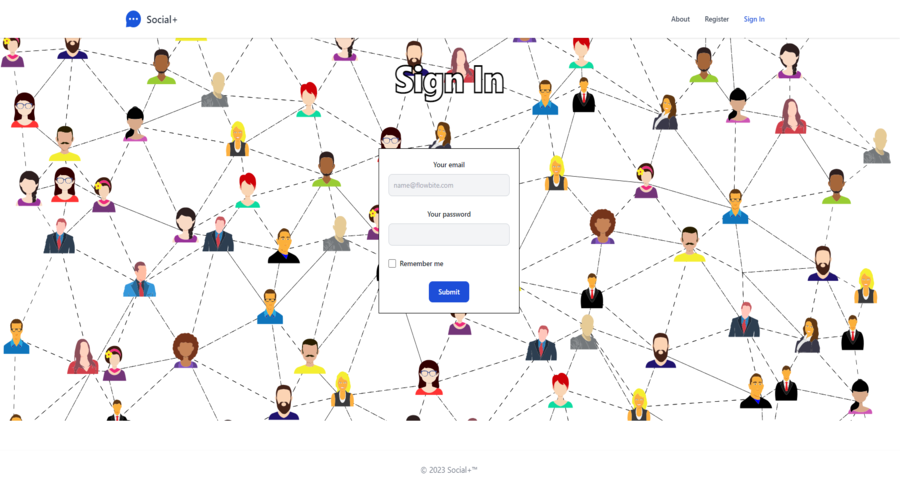 Social+
About
Register
Sign In
Sign In
Your email
name@flowbite.com
Your password
Remember me
Submit
© 2023 Social+™